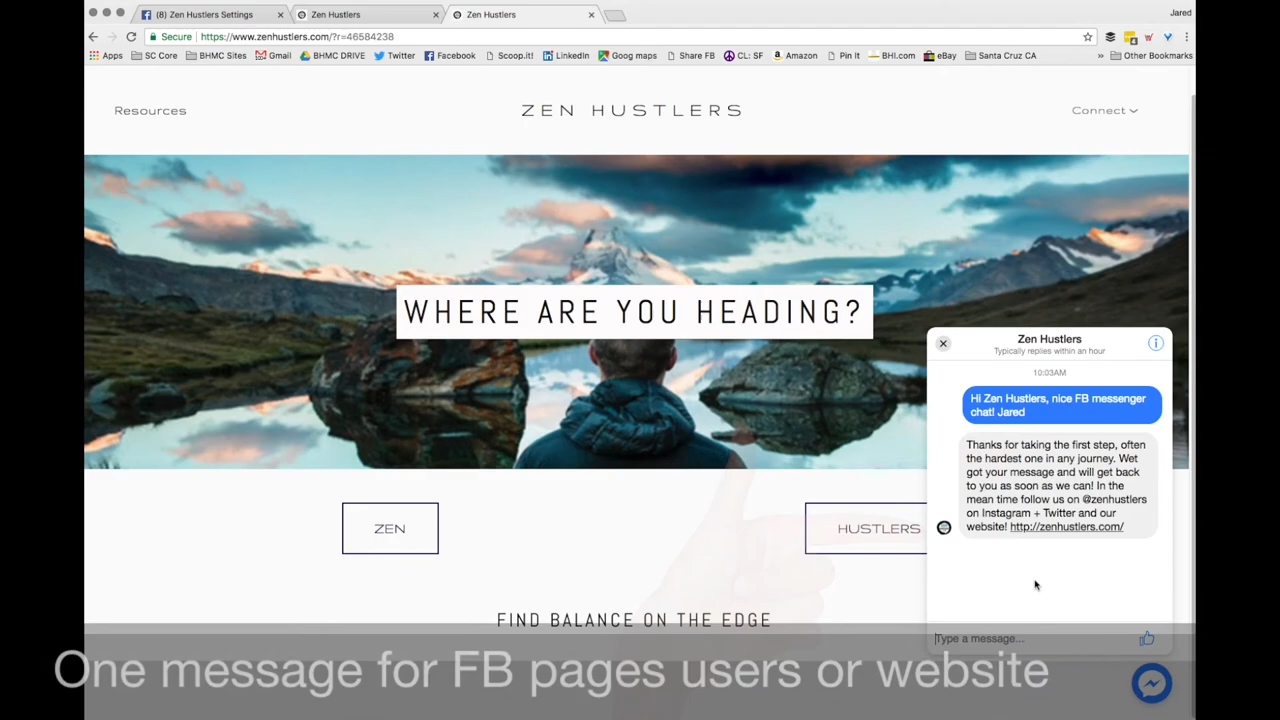 (8) Zen Hustlers Settings
Zen Hustlers
Zen Hustlers
Jared
Secure
https://www.zenhustlers.com/?r=46584238
Apps
SC Core
BHMC Sites
Gmail
BHMC DRIVE
Twitter
Facebook
Scoop.it!
LinkedIn
Goog maps
Share FB
CL: SF
Amazon
Pin It
BHI.com
eBay
Santa Cruz CA
»
Other Bookmarks
Resources
ZEN HUSTLERS
Connect
WHERE ARE YOU HEADING?
Zen Hustlers
Typically replies within an hour
10:03AM
Hi Zen Hustlers, nice FB messenger
chat! Jared
Thanks for taking the first step, often
the hardest one in any journey. Wet
got your message and will get back
to you as soon as we can! In the
mean time follow us on @zenhustlers
on Instagram + Twitter and our
website! http://zenhustlers.com/
ZEN
HUSTLERS
FIND BALANCE ON THE EDGE
Type a message...
One message for FB pages users or website